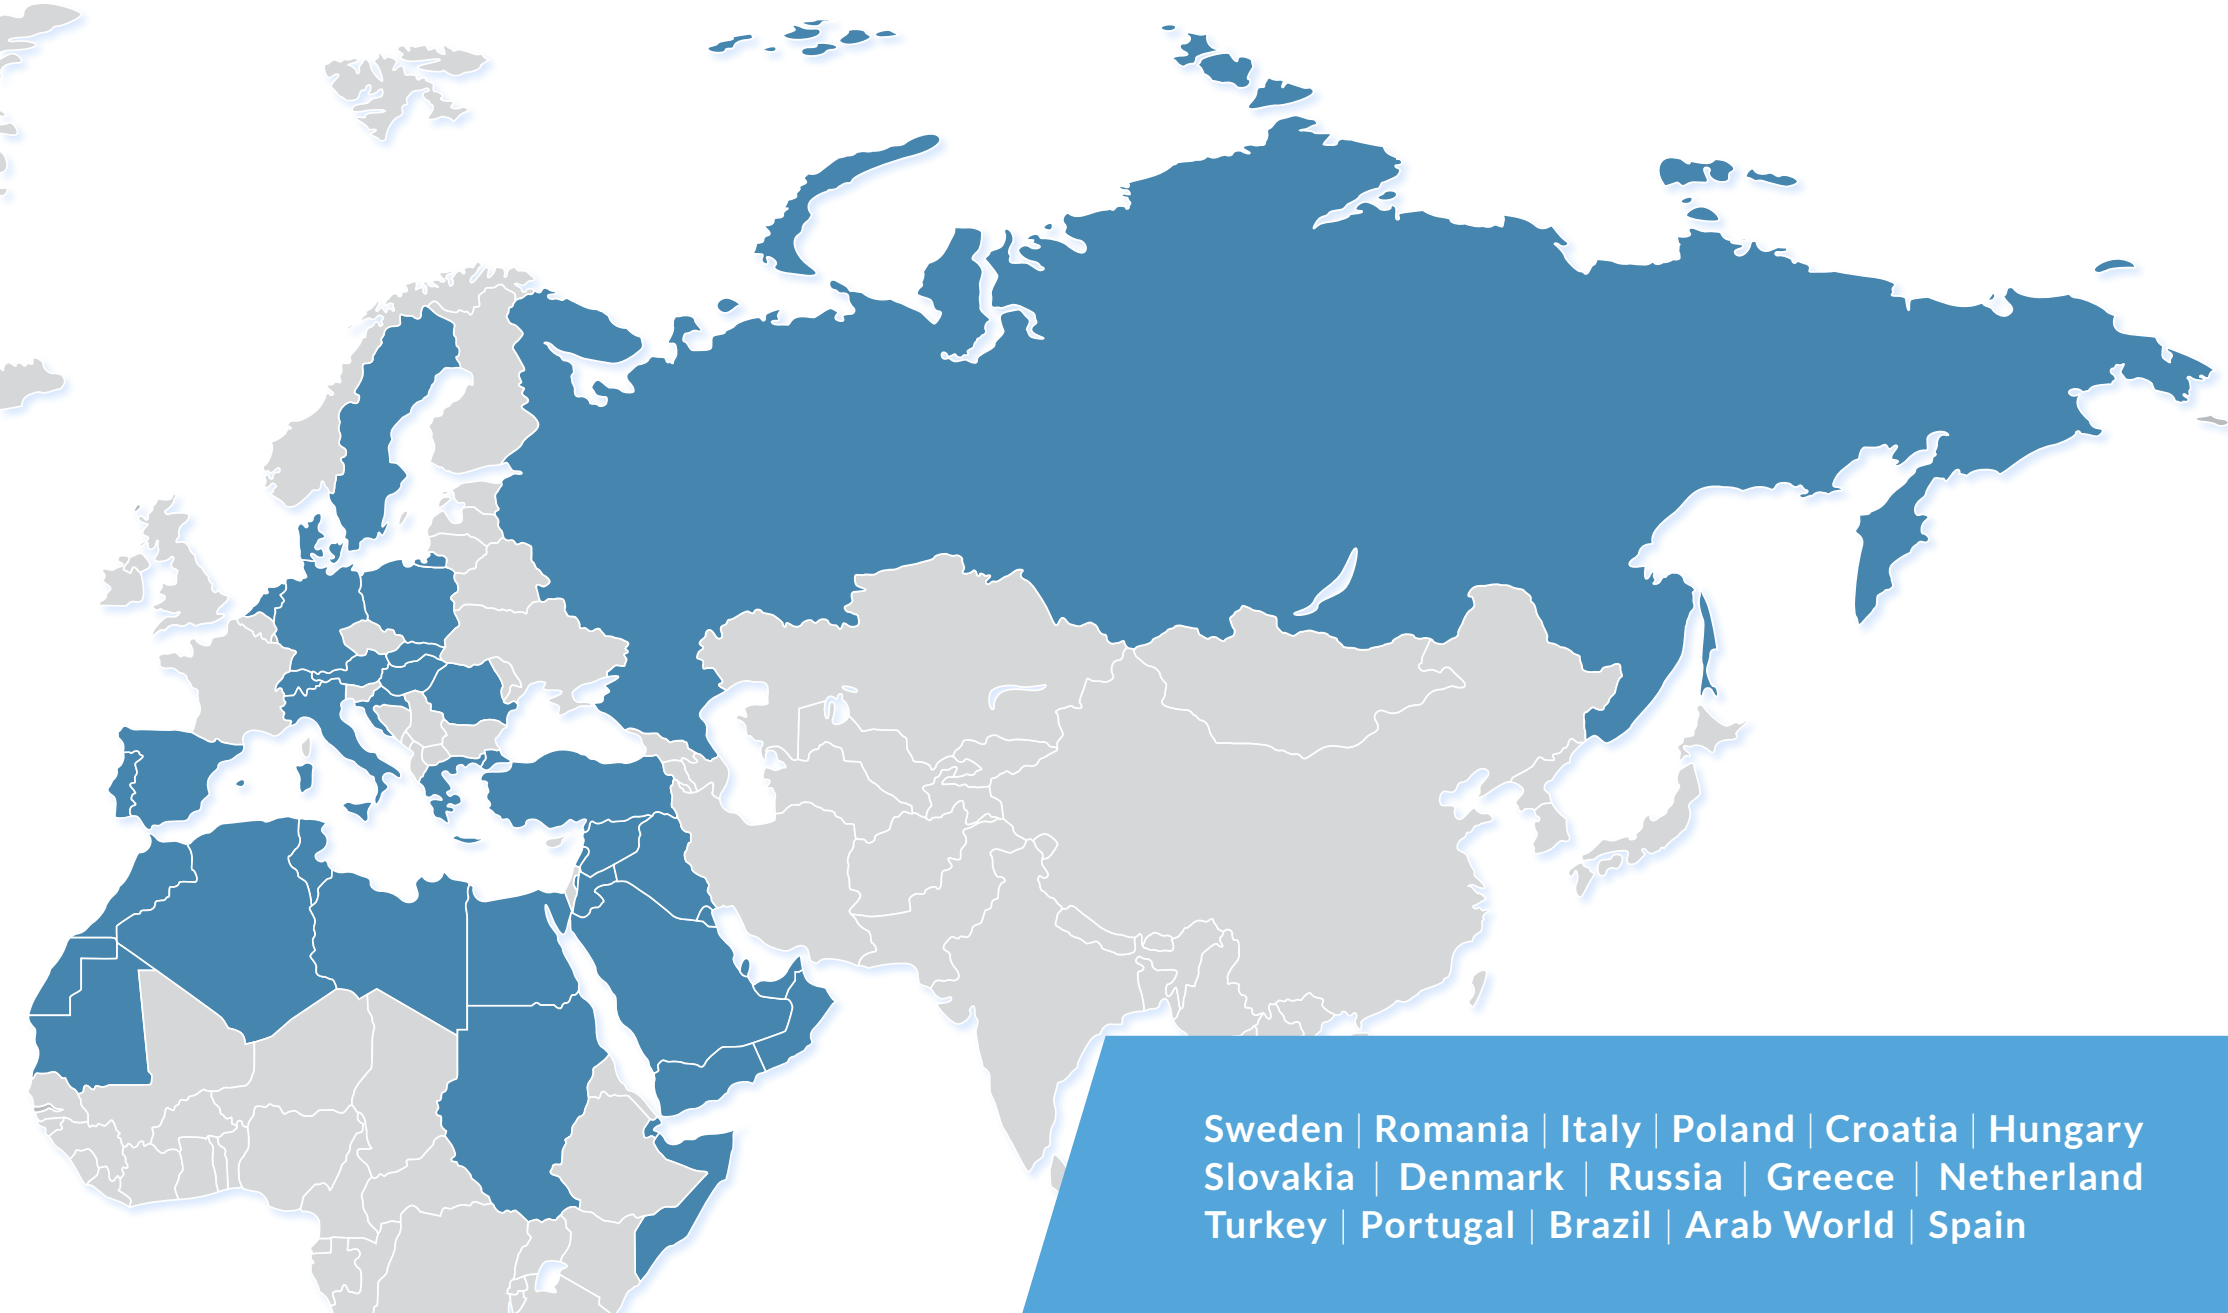 Sweden | Romania | Italy | Poland | Croatia | Hungary
Slovakia | Denmark | Russia | Greece | Netherland
Turkey | Portugal | Brazil | Arab World | Spain